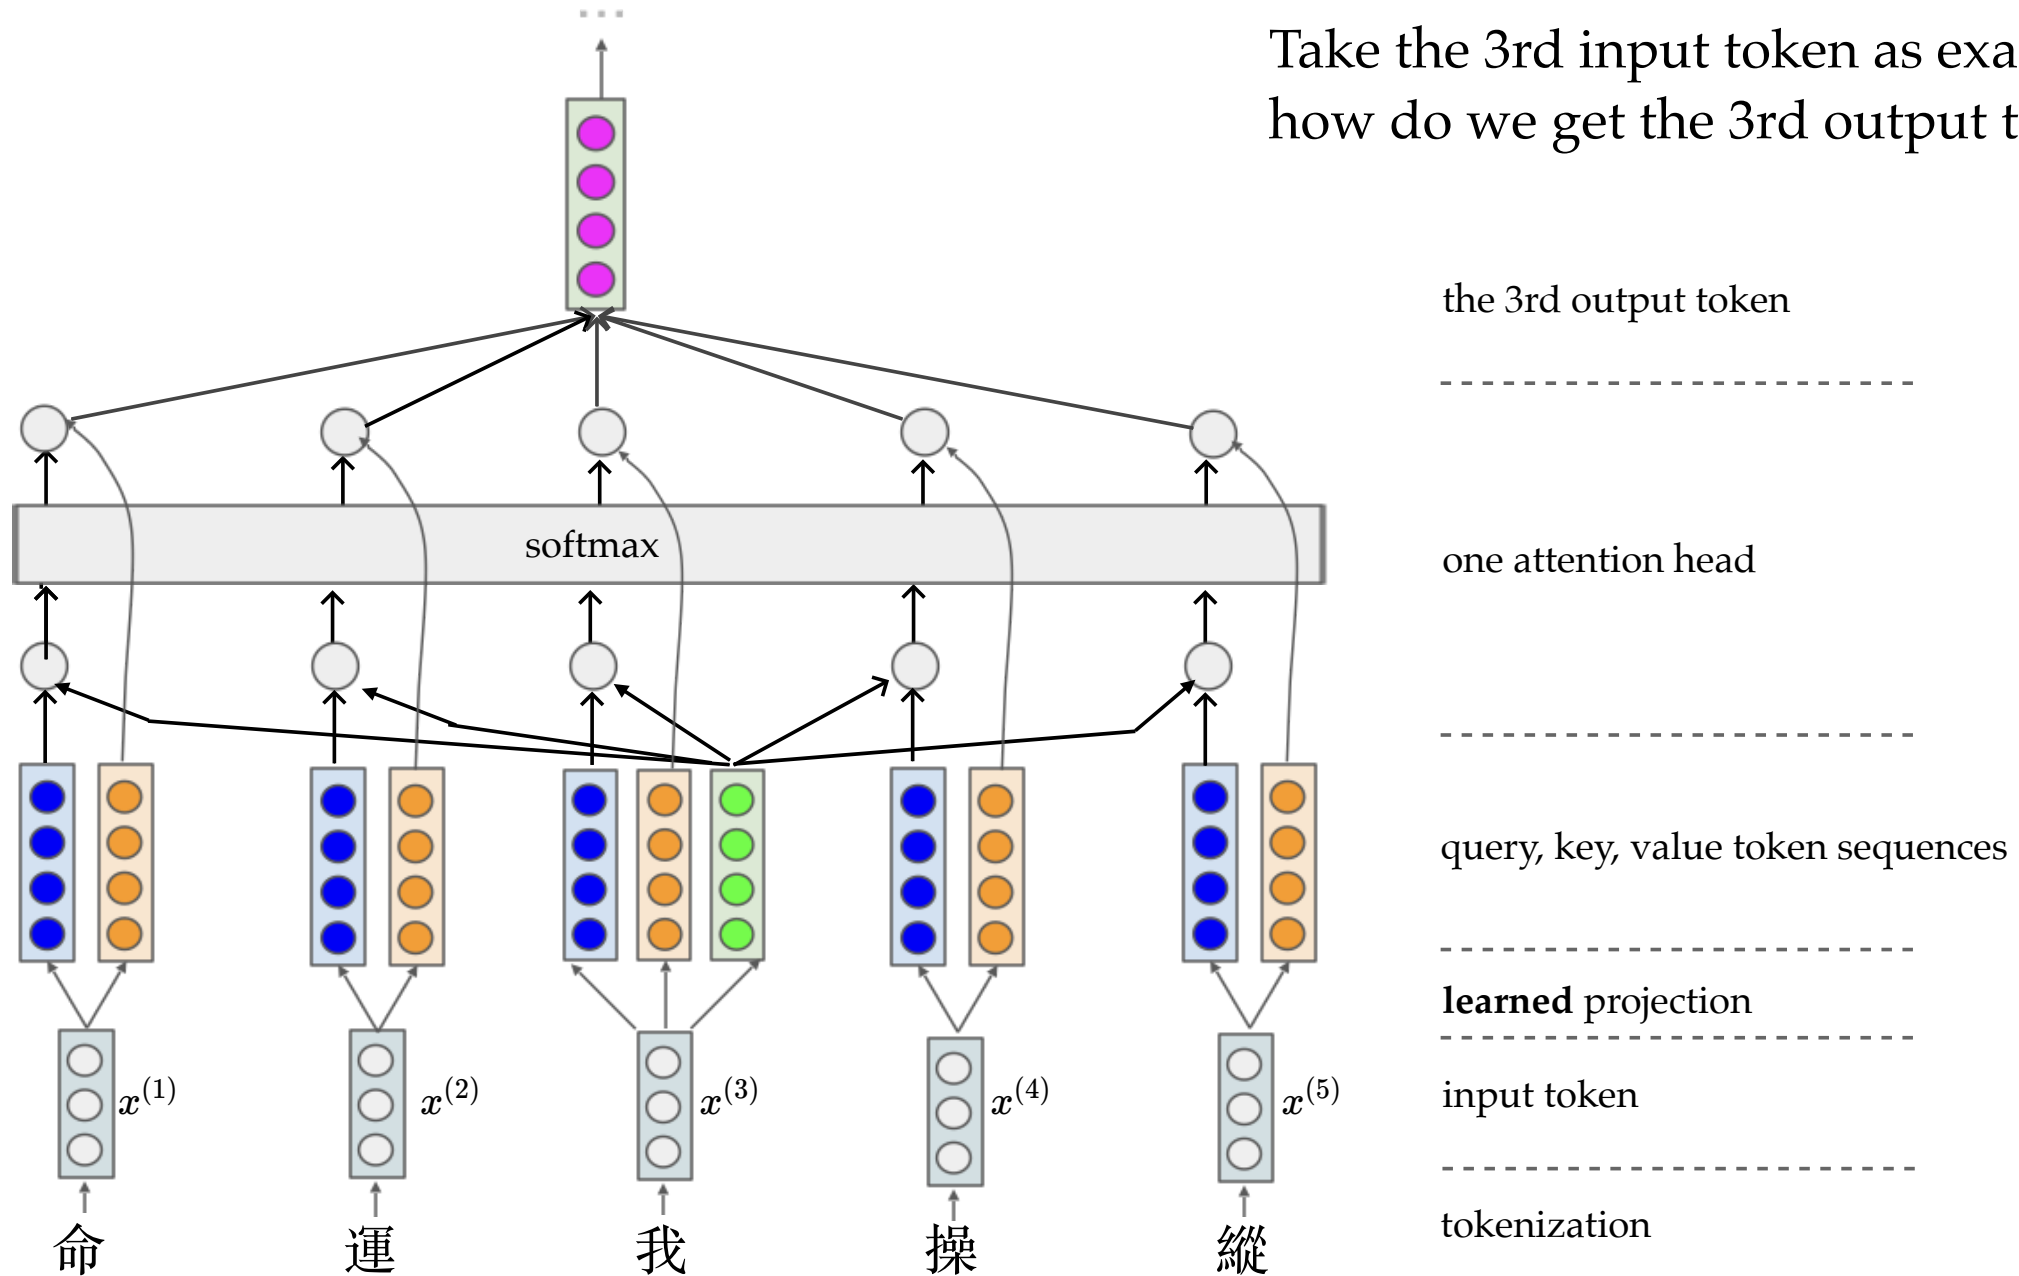 ...
Take the 3rd input token as exa
how do we get the 3rd output t
the 3rd output token
softmax
one attention head
query, key, value token sequences
learned projection
x^(1)
x^(2)
x^(3)
x^(4)
x^(5)
input token
命 運 我 操 縱
tokenization